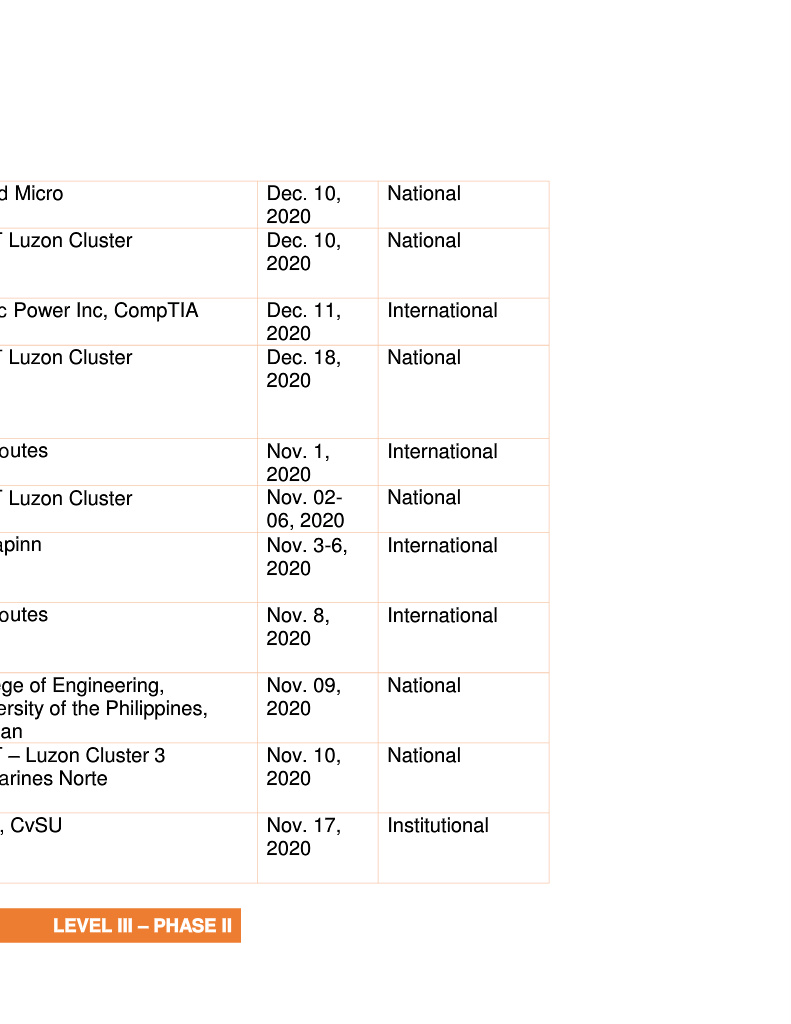 d Micro Dec. 10, National
2020
Luzon Cluster Dec. 10, National
2020
c Power Inc, CompTIA Dec. 11, International
2020
Luzon Cluster Dec. 18, National
2020
outes Nov. 1, International
2020
Luzon Cluster Nov. 02- National
06, 2020
apinn Nov. 3-6, International
2020
outes Nov. 8, International
2020
ege of Engineering, Nov. 09, National
ersity of the Philippines, 2020
an
– Luzon Cluster 3 Nov. 10, National
arines Norte 2020
, CvSU Nov. 17, Institutional
2020
LEVEL III – PHASE II